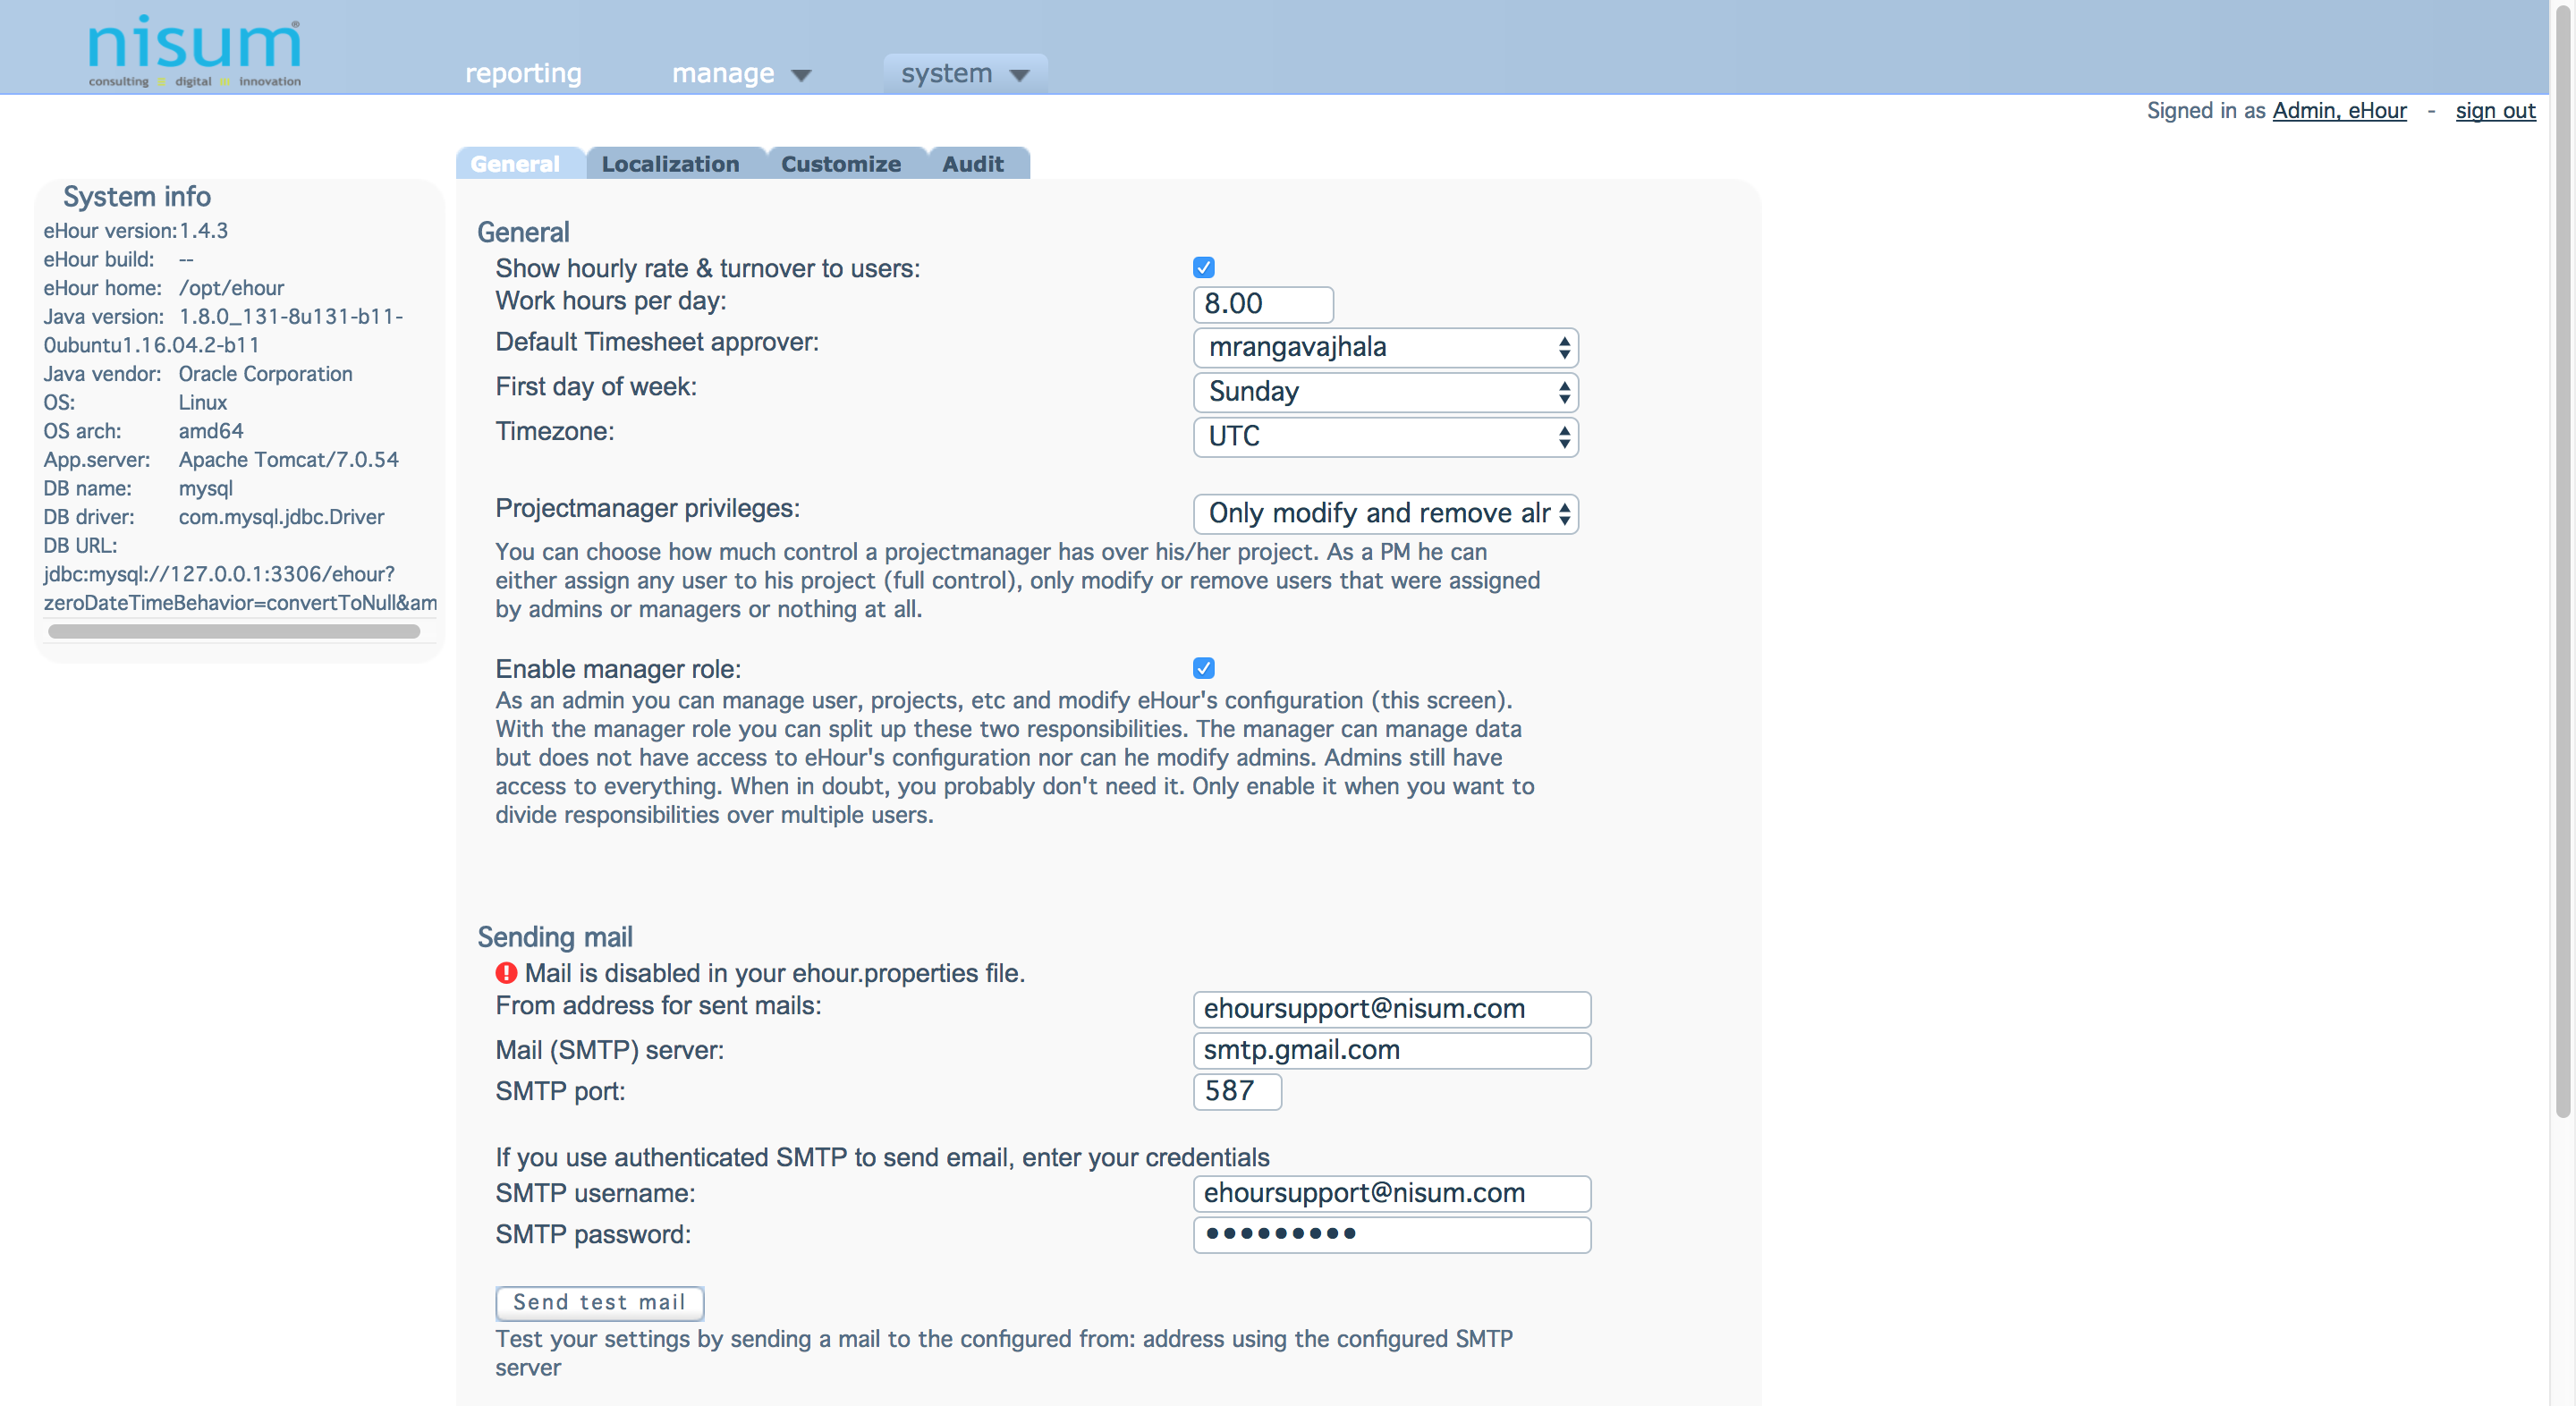 nisum®
consulting digital innovation
reporting
manage
system
Signed in as Admin, eHour - sign out
General
Localization
Customize
Audit
System info
eHour version: 1.4.3
eHour build: --
eHour home: /opt/ehour
Java version: 1.8.0_131-8u131-b11-
0ubuntu1.16.04.2-b11
Java vendor: Oracle Corporation
OS: Linux
OS arch: amd64
App.server: Apache Tomcat/7.0.54
DB name: mysql
DB driver: com.mysql.jdbc.Driver
DB URL:
jdbc:mysql://127.0.0.1:3306/ehour?
zeroDateTimeBehavior=convertToNull&am
General
Show hourly rate & turnover to users:
Work hours per day: 8.00
Default Timesheet approver: mrangavajhala
First day of week: Sunday
Timezone: UTC
Projectmanager privileges: Only modify and remove alr
You can choose how much control a projectmanager has over his/her project. As a PM he can
either assign any user to his project (full control), only modify or remove users that were assigned
by admins or managers or nothing at all.
Enable manager role:
As an admin you can manage user, projects, etc and modify eHour's configuration (this screen).
With the manager role you can split up these two responsibilities. The manager can manage data
but does not have access to eHour's configuration nor can he modify admins. Admins still have
access to everything. When in doubt, you probably don't need it. Only enable it when you want to
divide responsibilities over multiple users.
Sending mail
Mail is disabled in your ehour.properties file.
From address for sent mails: ehoursupport@nisum.com
Mail (SMTP) server: smtp.gmail.com
SMTP port: 587
If you use authenticated SMTP to send email, enter your credentials
SMTP username: ehoursupport@nisum.com
SMTP password: •••••••••
Send test mail
Test your settings by sending a mail to the configured from: address using the configured SMTP
server